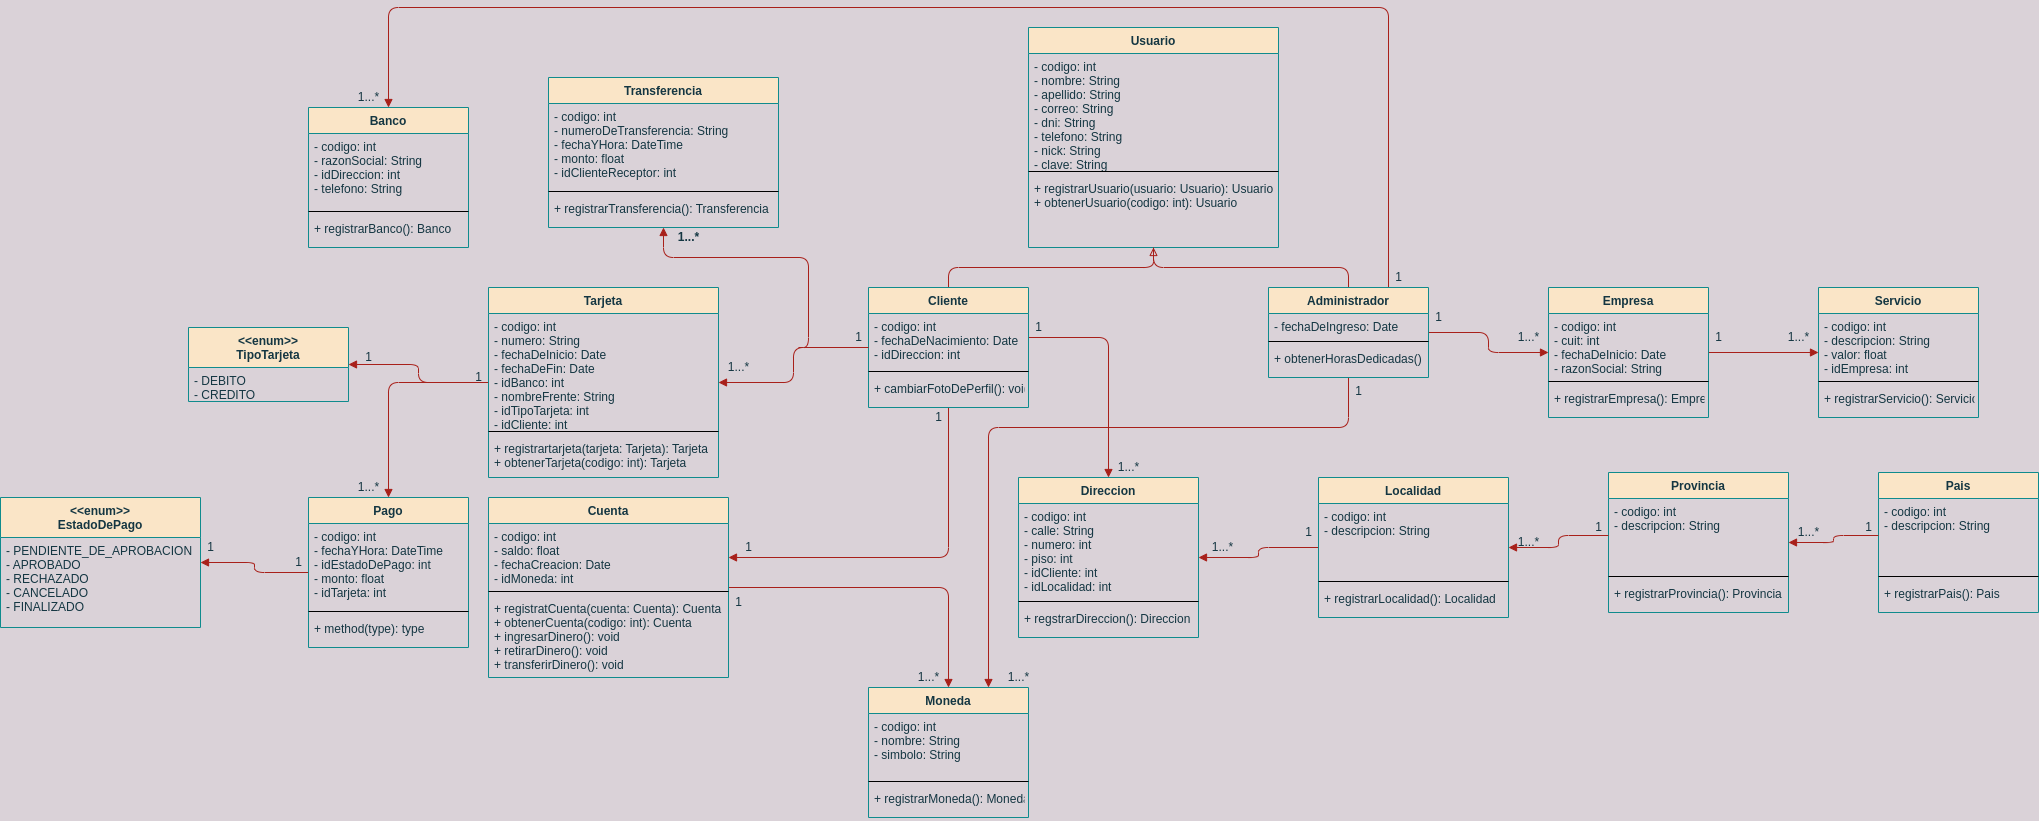 1...*
Banco
- codigo: int
- razonSocial: String
- idDireccion: int
- telefono: String
+ registrarBanco(): Banco
Transferencia
- codigo: int
- numeroDeTransferencia: String
- fechaYHora: DateTime
- monto: float
- idClienteReceptor: int
+ registrarTransferencia(): Transferencia
1...*
Usuario
- codigo: int
- nombre: String
- apellido: String
- correo: String
- dni: String
- telefono: String
- nick: String
- clave: String
+ registrarUsuario(usuario: Usuario): Usuario
+ obtenerUsuario(codigo: int): Usuario
<<enum>>
TipoTarjeta
- DEBITO
- CREDITO
1
1
Tarjeta
- codigo: int
- numero: String
- fechaDeInicio: Date
- fechaDeFin: Date
- idBanco: int
- nombreFrente: String
- idTipoTarjeta: int
- idCliente: int
+ registrartarjeta(tarjeta: Tarjeta): Tarjeta
+ obtenerTarjeta(codigo: int): Tarjeta
1...*
1
Cliente
- codigo: int
- fechaDeNacimiento: Date
- idDireccion: int
+ cambiarFotoDePerfil(): voi
1
1
1
Administrador
- fechaDeIngreso: Date
+ obtenerHorasDedicadas()
1
1
1...*
Empresa
- codigo: int
- cuit: int
- fechaDeInicio: Date
- razonSocial: String
+ registrarEmpresa(): Empre
1
1...*
Servicio
- codigo: int
- descripcion: String
- valor: float
- idEmpresa: int
+ registrarServicio(): Servici
<<enum>>
EstadoDePago
- PENDIENTE_DE_APROBACION
- APROBADO
- RECHAZADO
- CANCELADO
- FINALIZADO
1
1
1...*
Pago
- codigo: int
- fechaYHora: DateTime
- idEstadoDePago: int
- monto: float
- idTarjeta: int
+ method(type): type
Cuenta
- codigo: int
- saldo: float
- fechaCreacion: Date
- idMoneda: int
+ registratCuenta(cuenta: Cuenta): Cuenta
+ obtenerCuenta(codigo: int): Cuenta
+ ingresarDinero(): void
+ retirarDinero(): void
+ transferirDinero(): void
1
1
1...*
Direccion
- codigo: int
- calle: String
- numero: int
- piso: int
- idCliente: int
- idLocalidad: int
+ regstrarDireccion(): Direccion
1...*
1
Localidad
- codigo: int
- descripcion: String
+ registrarLocalidad(): Localidad
1...*
1
Provincia
- codigo: int
- descripcion: String
+ registrarProvincia(): Provincia
1...*
1
Pais
- codigo: int
- descripcion: String
+ registrarPais(): Pais
1...*
1...*
Moneda
- codigo: int
- nombre: String
- simbolo: String
+ registrarMoneda(): Moned